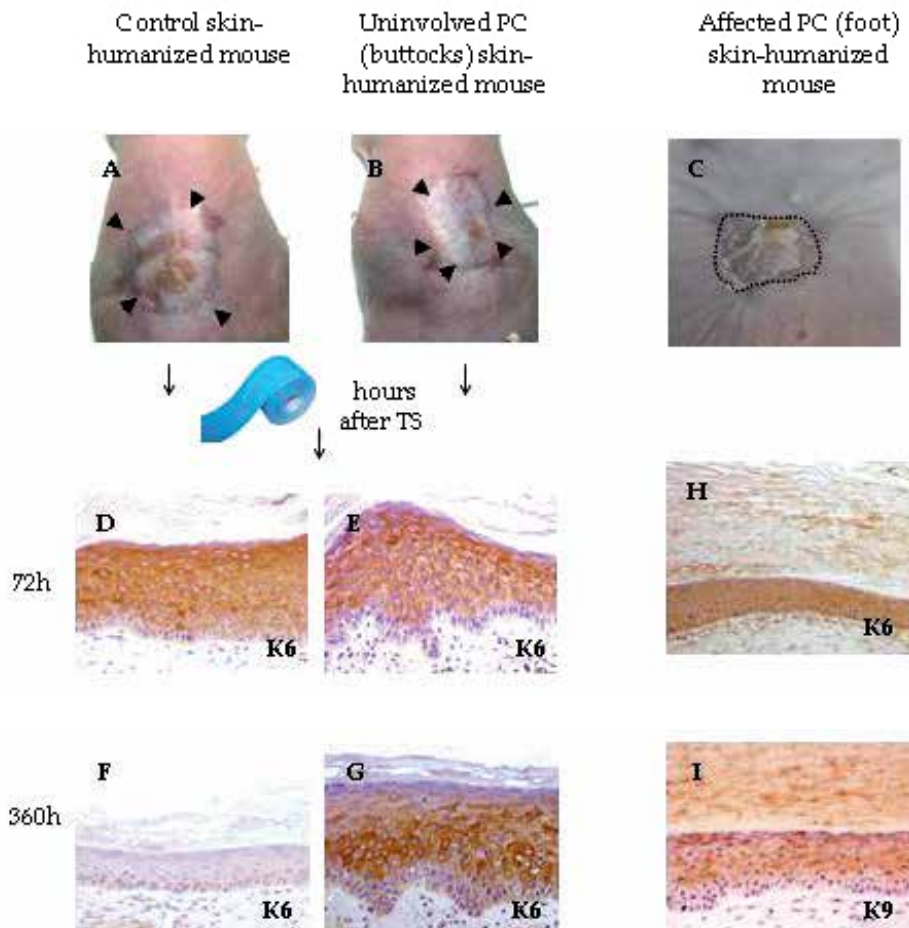 Control skin-
humanized mouse
Uninvolved PC
(buttocks) skin-
humanized mouse
Affected PC (foot)
skin-humanized
mouse
A
B
C
hours
after TS
72h
D
K6
E
K6
H
K6
360h
F
K6
G
K6
I
K9